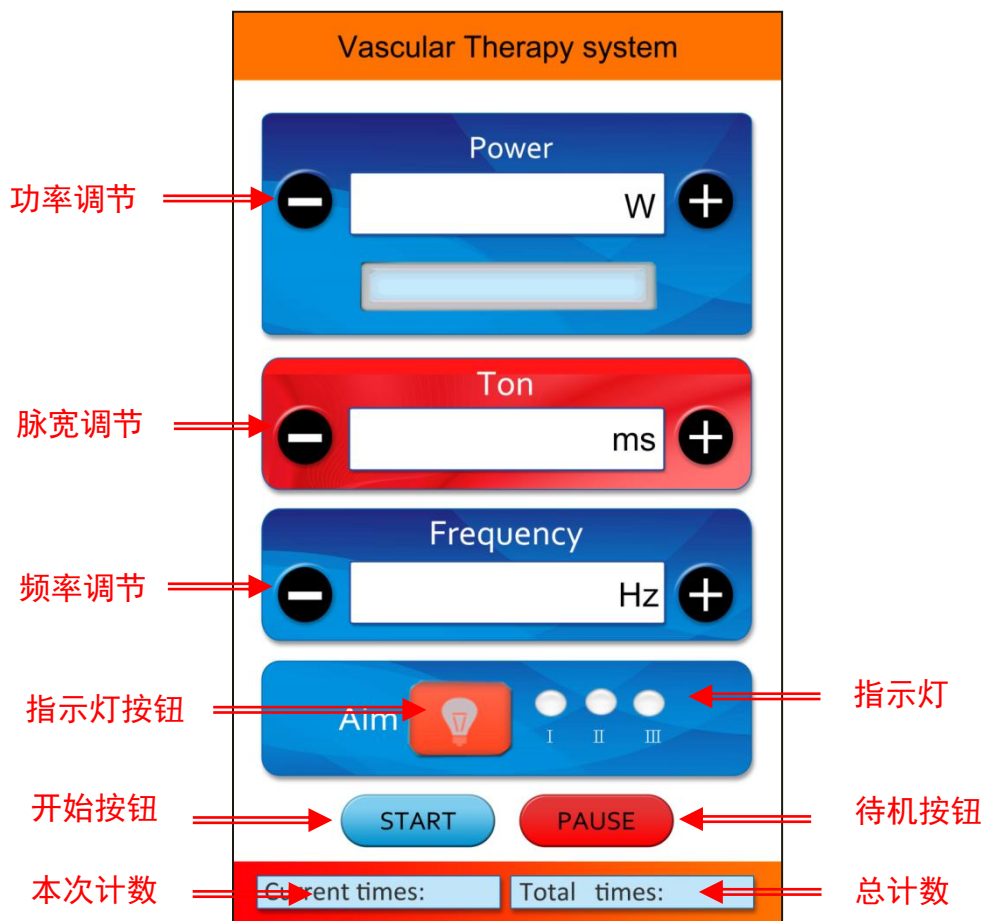 Vascular Therapy system
Power
功率调节
W
Ton
脉宽调节
ms
Frequency
频率调节
Hz
指示灯按钮
Aim
I II III
指示灯
开始按钮
START
PAUSE
待机按钮
本次计数
Current times:
Total times:
总计数